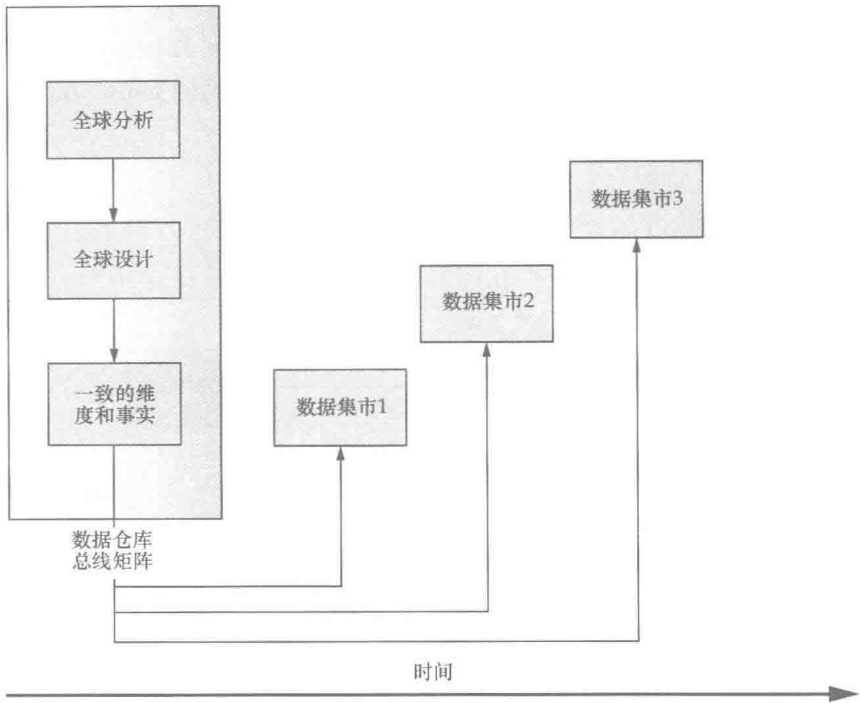 全球分析
全球设计
一致的维
度和事实
数据仓库
总线矩阵
数据集市1
数据集市2
数据集市3
时间